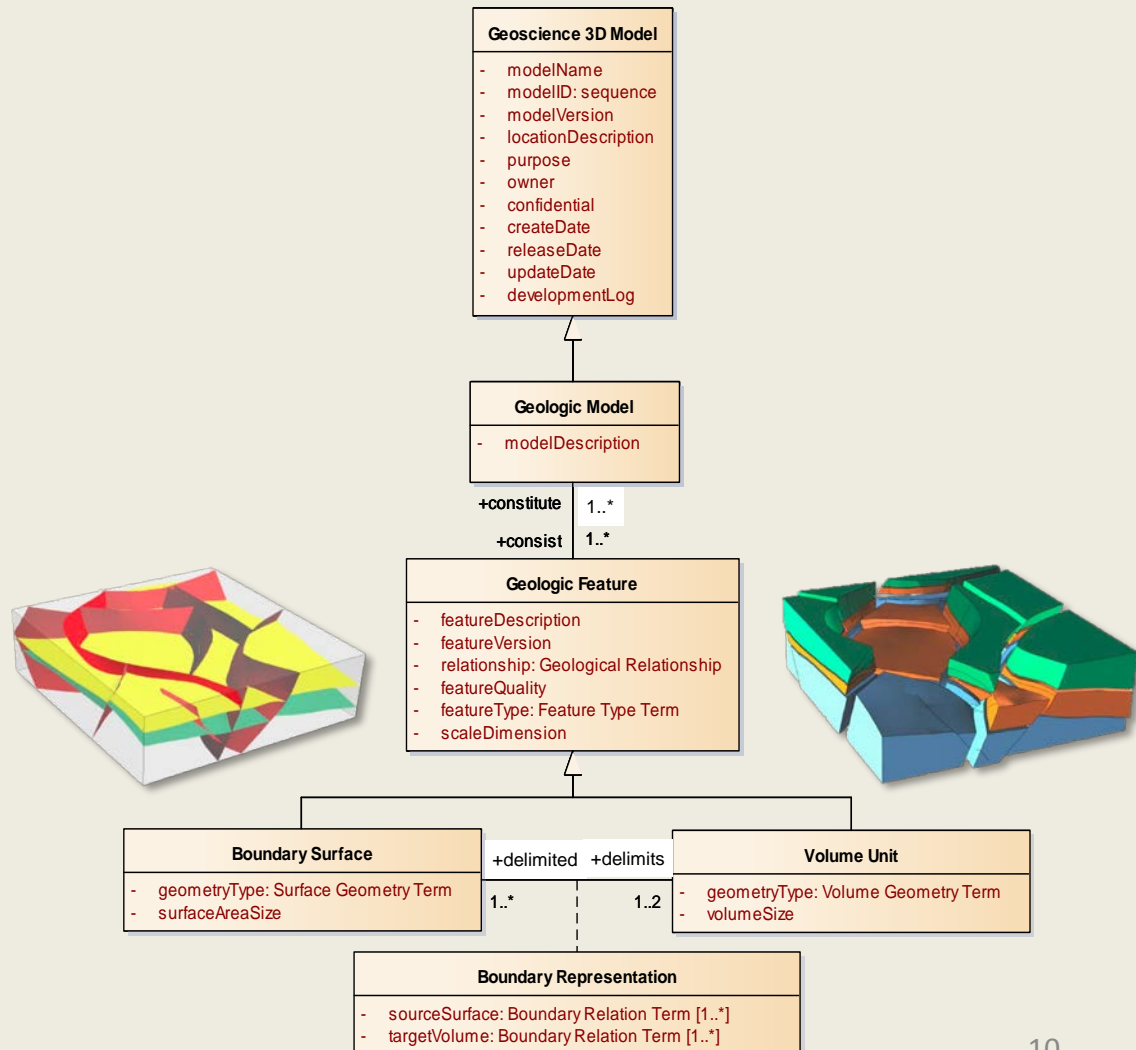 Geoscience 3D Model
- modelName
- modelID: sequence
- modelVersion
- locationDescription
- purpose
- owner
- confidential
- createDate
- releaseDate
- updateDate
- developmentLog
Geologic Model
- modelDescription
+constitute 1..*
+consist 1..*
Geologic Feature
- featureDescription
- featureVersion
- relationship: Geological Relationship
- featureQuality
- featureType: Feature Type Term
- scaleDimension
Boundary Surface
- geometryType: Surface Geometry Term
- surfaceAreaSize
+delimited +delimits
1..* 1..2
Volume Unit
- geometryType: Volume Geometry Term
- volumeSize
Boundary Representation
- sourceSurface: Boundary Relation Term [1..*]
- targetVolume: Boundary Relation Term [1..*]
10